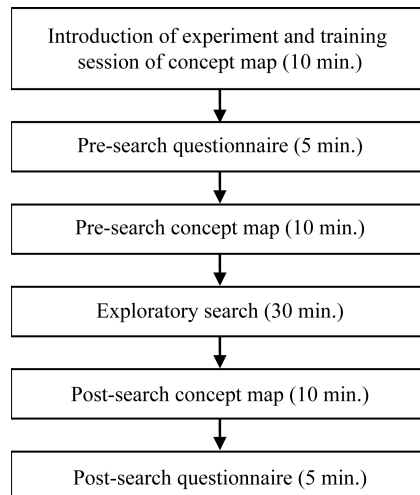 Introduction of experiment and training
session of concept map (10 min.)
Pre-search questionnaire (5 min.)
Pre-search concept map (10 min.)
Exploratory search (30 min.)
Post-search concept map (10 min.)
Post-search questionnaire (5 min.)